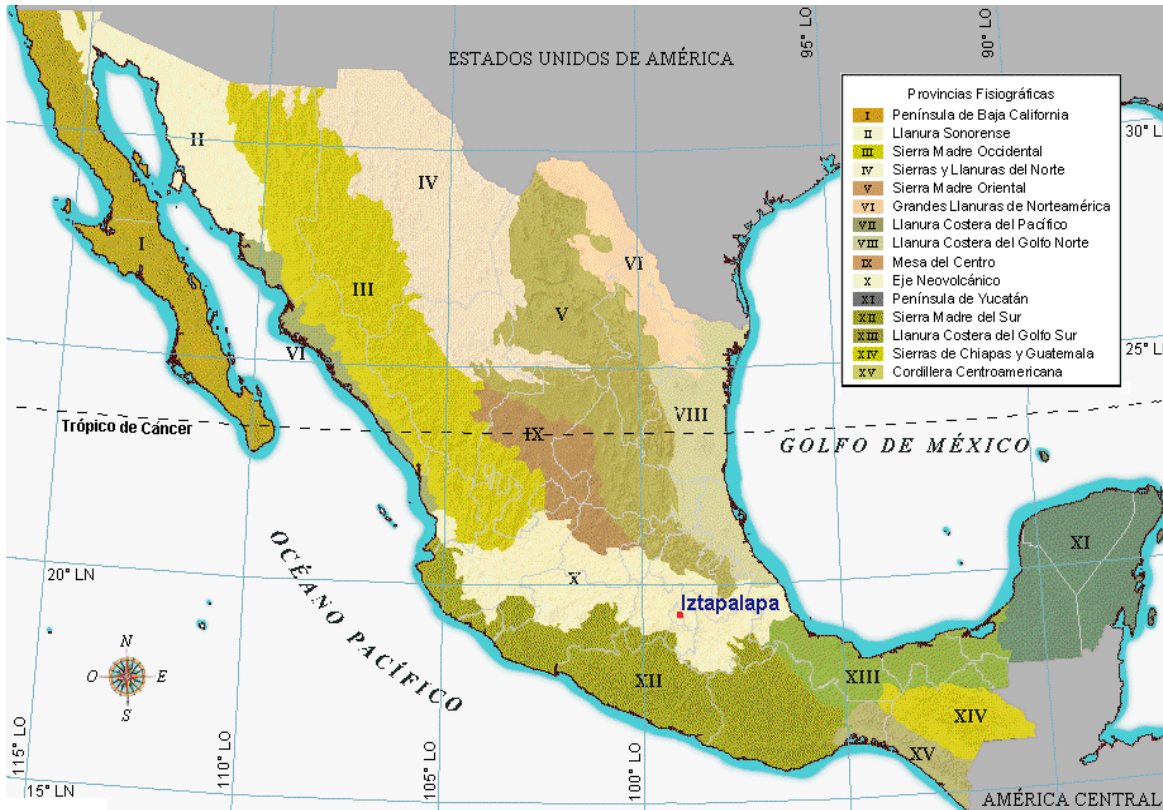 95° LO
90° LO
ESTADOS UNIDOS DE AMÉRICA
Provincias Fisiográficas
I Península de Baja California
II Llanura Sonorense
III Sierra Madre Occidental
IV Sierras y Llanuras del Norte
V Sierra Madre Oriental
VI Grandes Llanuras de Norteamérica
VII Llanura Costera del Pacífico
VIII Llanura Costera del Golfo Norte
IX Mesa del Centro
X Eje Neovolcánico
XI Península de Yucatán
XII Sierra Madre del Sur
XIII Llanura Costera del Golfo Sur
XIV Sierras de Chiapas y Guatemala
XV Cordillera Centroamericana
30° L
II
IV
I
VI
III
V
VI
25° L
VIII
Trópico de Cáncer
IX
GOLFO DE MÉXICO
XI
OCÉANO PACÍFICO
20° LN
X
Iztapalapa
N
O
E
S
XII
XIII
XIV
XV
115° LO
110° LO
105° LO
100° LO
15° LN
AMÉRICA CENTRAL